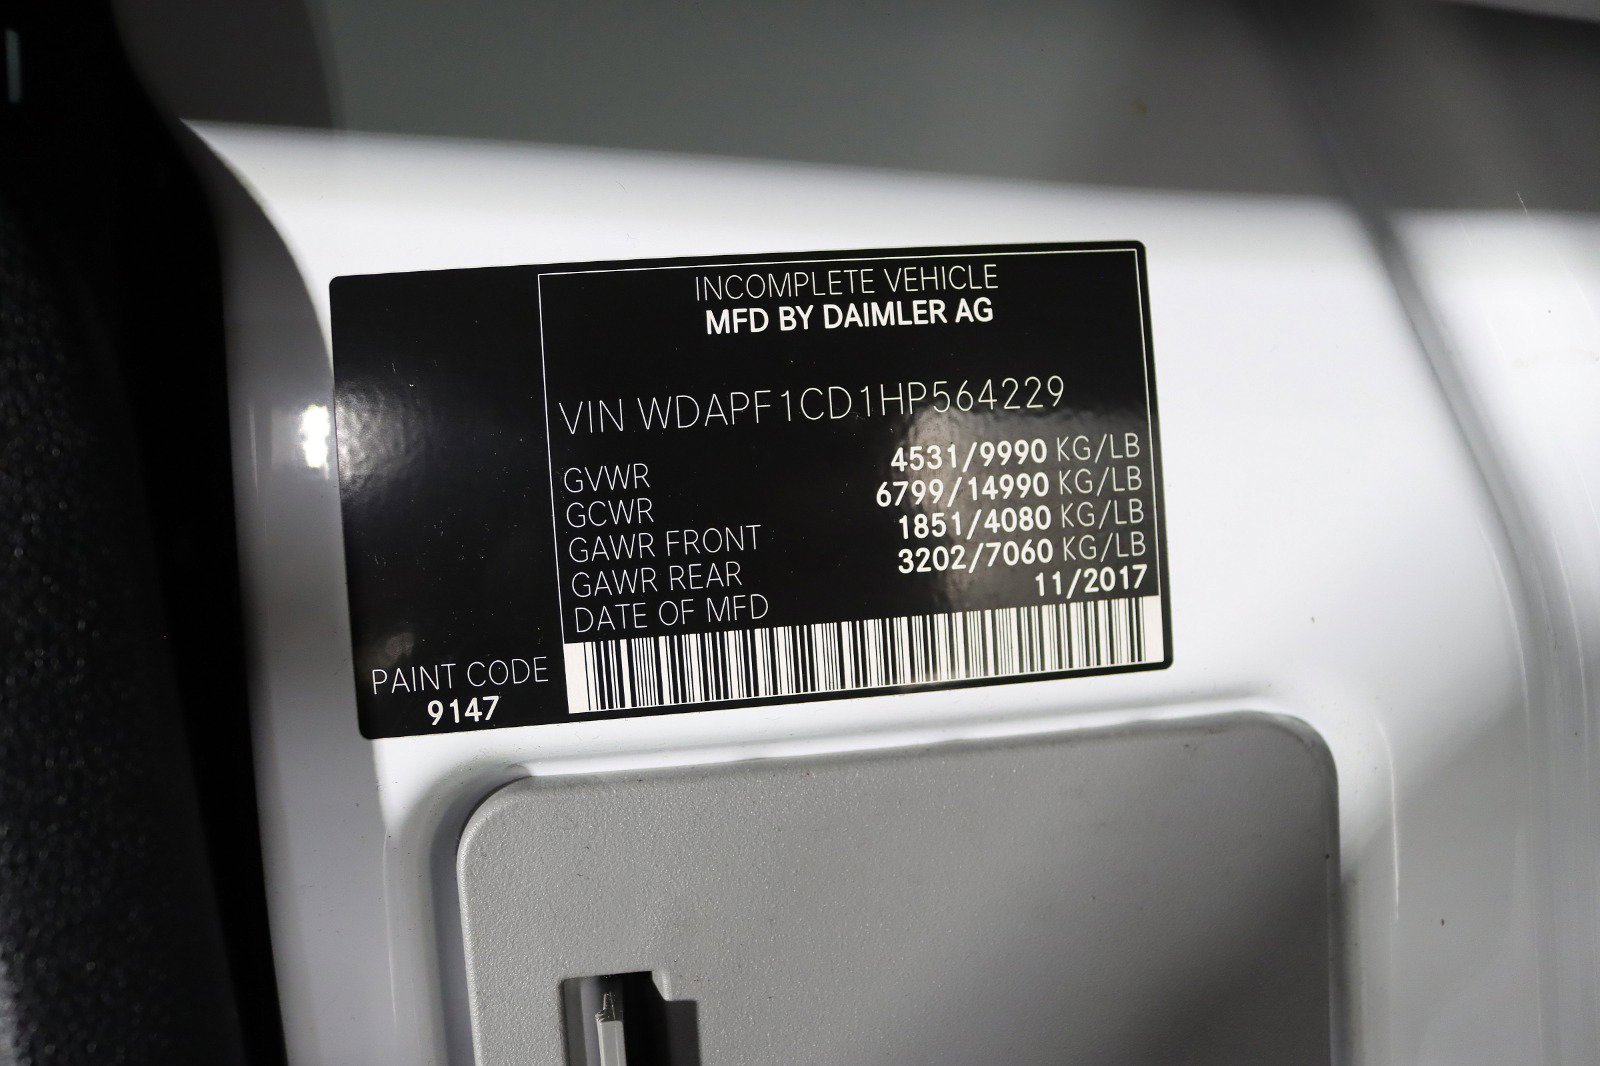 INCOMPLETE VEHICLE
MFD BY DAIMLER AG
VIN WDAPF1CD1HP564229
GVWR 4531/9990 KG/LB
GCWR 6799/14990 KG/LB
GAWR FRONT 1851/4080 KG/LB
GAWR REAR 3202/7060 KG/LB
DATE OF MFD 11/2017
PAINT CODE
9147